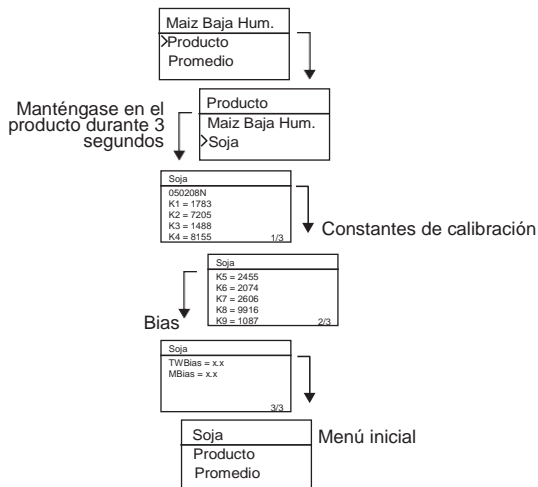 Maiz Baja Hum.
>Producto
Promedio
Manténgase en el
producto durante 3
segundos
Producto
Maiz Baja Hum.
>Soja
Soja
050208N
K1 = 1783
K2 = 7205
K3 = 1488
K4 = 8155
1/3
Constantes de calibración
Soja
K5 = 2455
K6 = 2074
K7 = 2606
K8 = 9916
K9 = 1087
2/3
Bias
Soja
TWBias = x.x
MBias = x.x
3/3
Soja
Menú inicial
Producto
Promedio